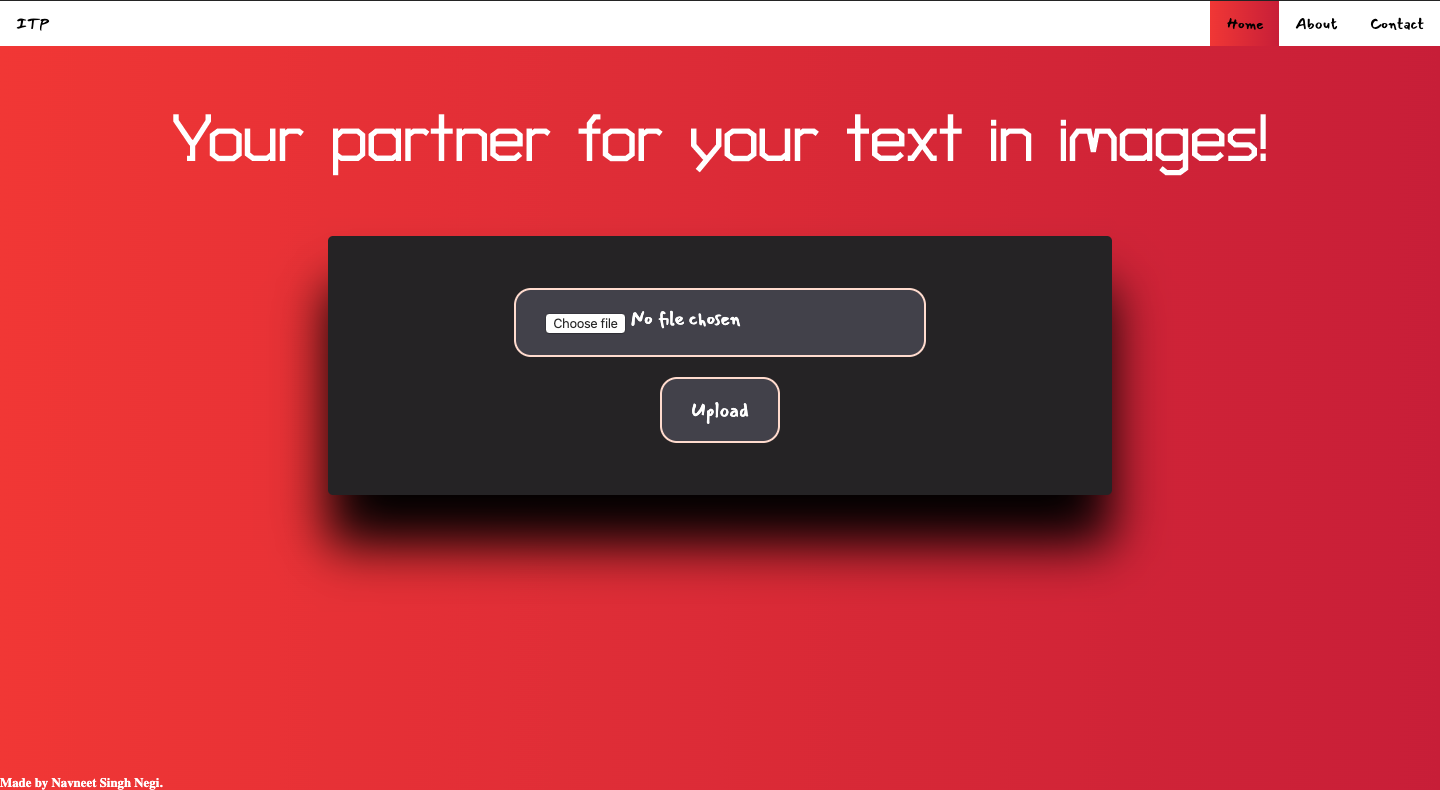 ITP
Home About Contact
Your partner for your text in images!
Choose file No file chosen
Upload
Made by Navneet Singh Negi.